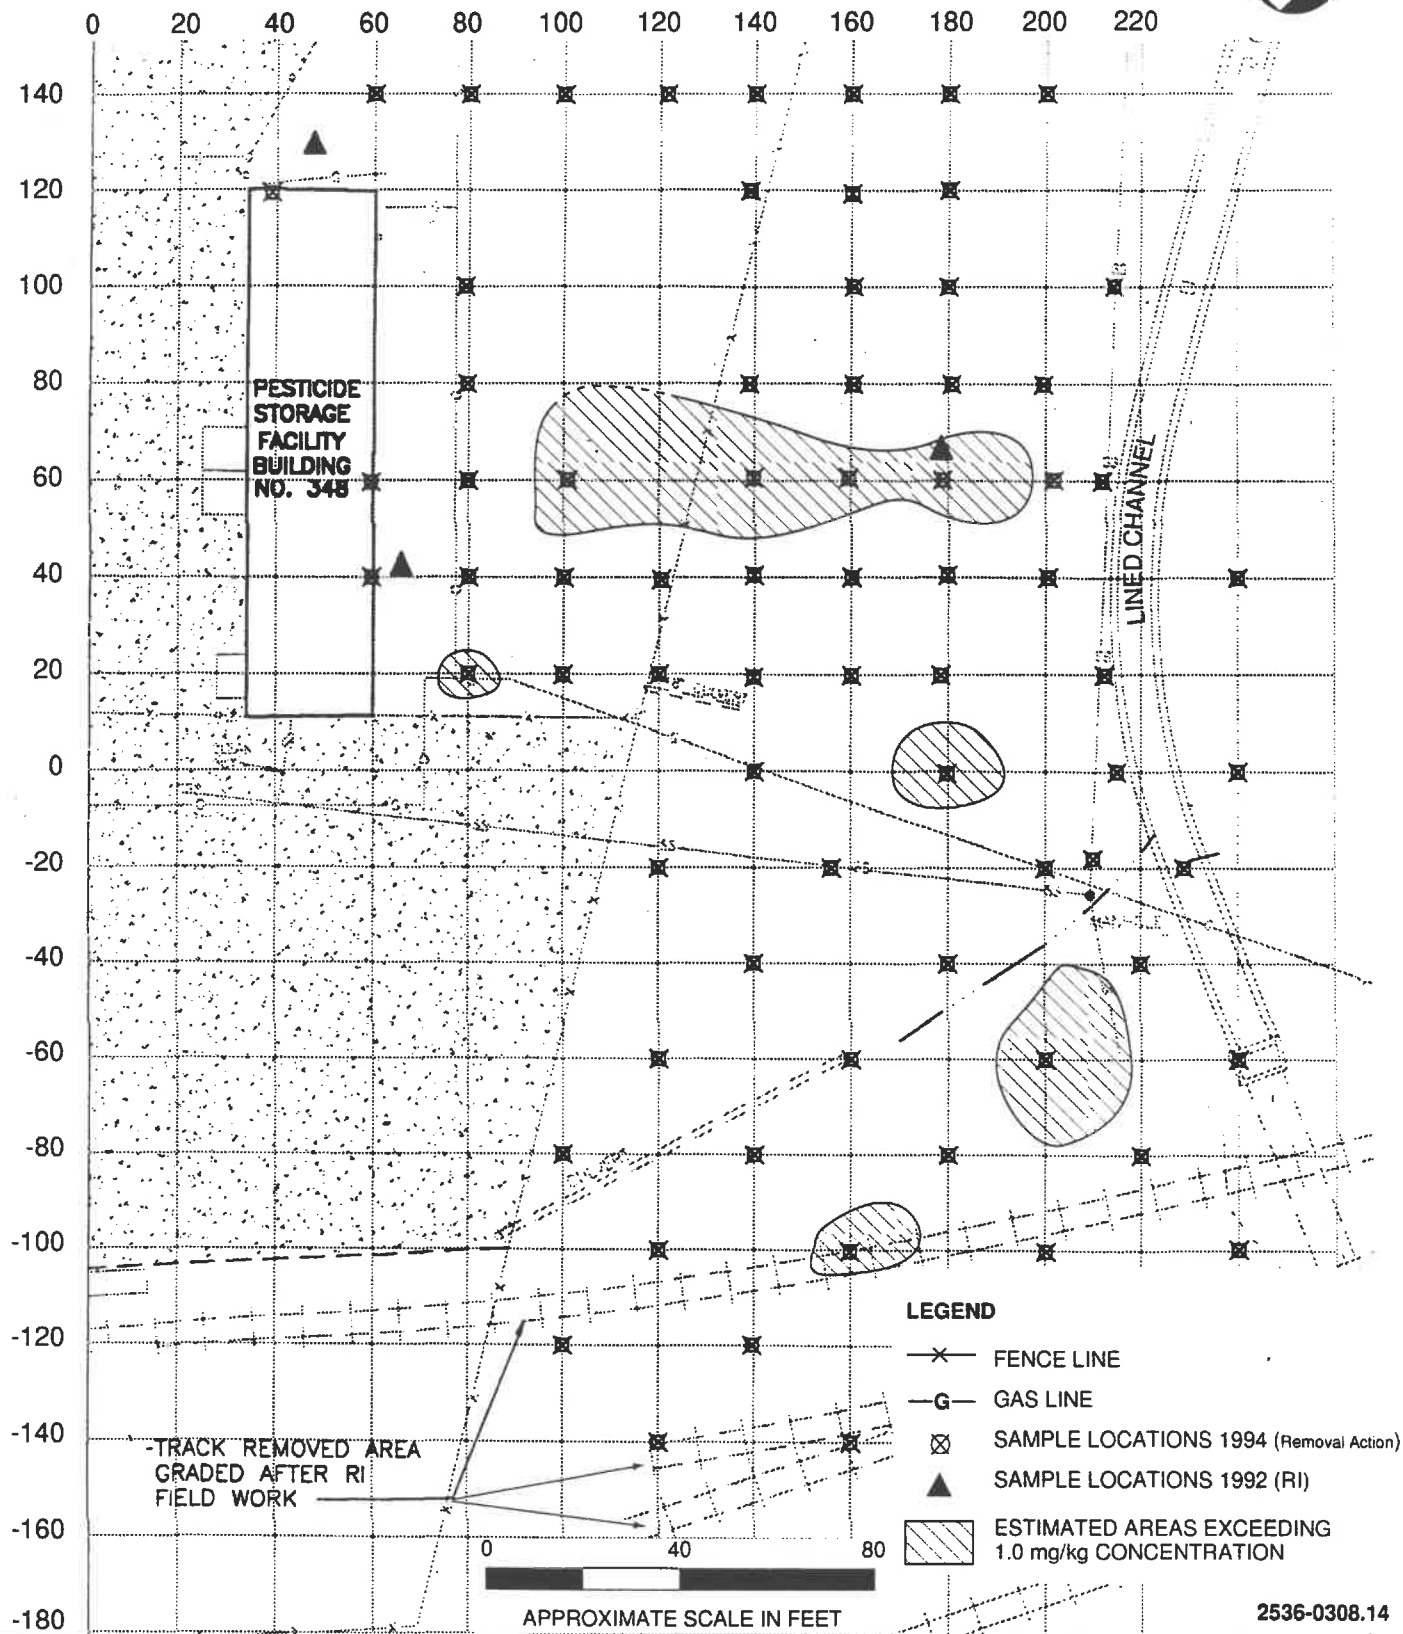 0 20 40 60 80 100 120 140 160 180 200 220
140
120
100
80
60
40
20
0
-20
-40
-60
-80
-100
-120
-140
-160
-180
PESTICIDE
STORAGE
FACILITY
BUILDING
NO. 348
LINED CHANNEL
-TRACK REMOVED AREA
GRADED AFTER RI
FIELD WORK
LEGEND
FENCE LINE
G GAS LINE
SAMPLE LOCATIONS 1994 (Removal Action)
SAMPLE LOCATIONS 1992 (RI)
ESTIMATED AREAS EXCEEDING
1.0 mg/kg CONCENTRATION
0 40 80
APPROXIMATE SCALE IN FEET
2536-0308.14